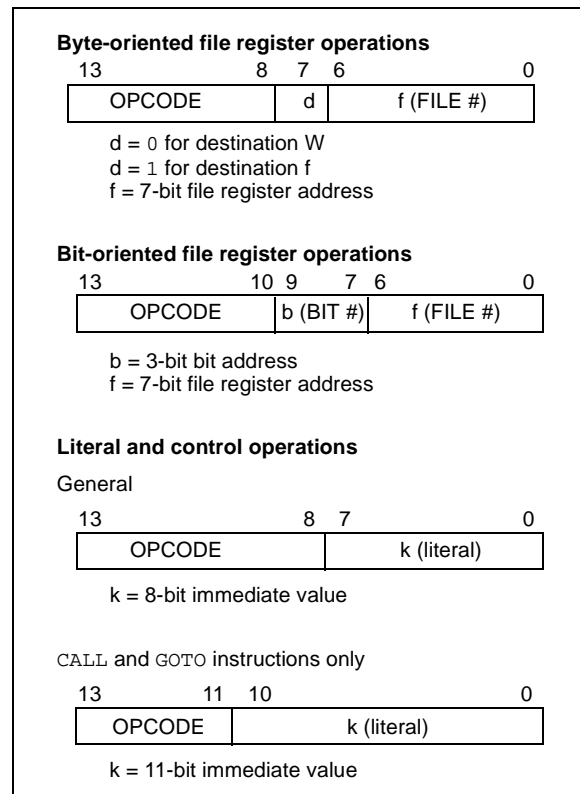 Byte-oriented file register operations
13 8 7 6 0
OPCODE d f (FILE #)
d = 0 for destination W
d = 1 for destination f
f = 7-bit file register address
Bit-oriented file register operations
13 10 9 7 6 0
OPCODE b (BIT #) f (FILE #)
b = 3-bit bit address
f = 7-bit file register address
Literal and control operations
General
13 8 7 0
OPCODE k (literal)
k = 8-bit immediate value
CALL and GOTO instructions only
13 11 10 0
OPCODE k (literal)
k = 11-bit immediate value